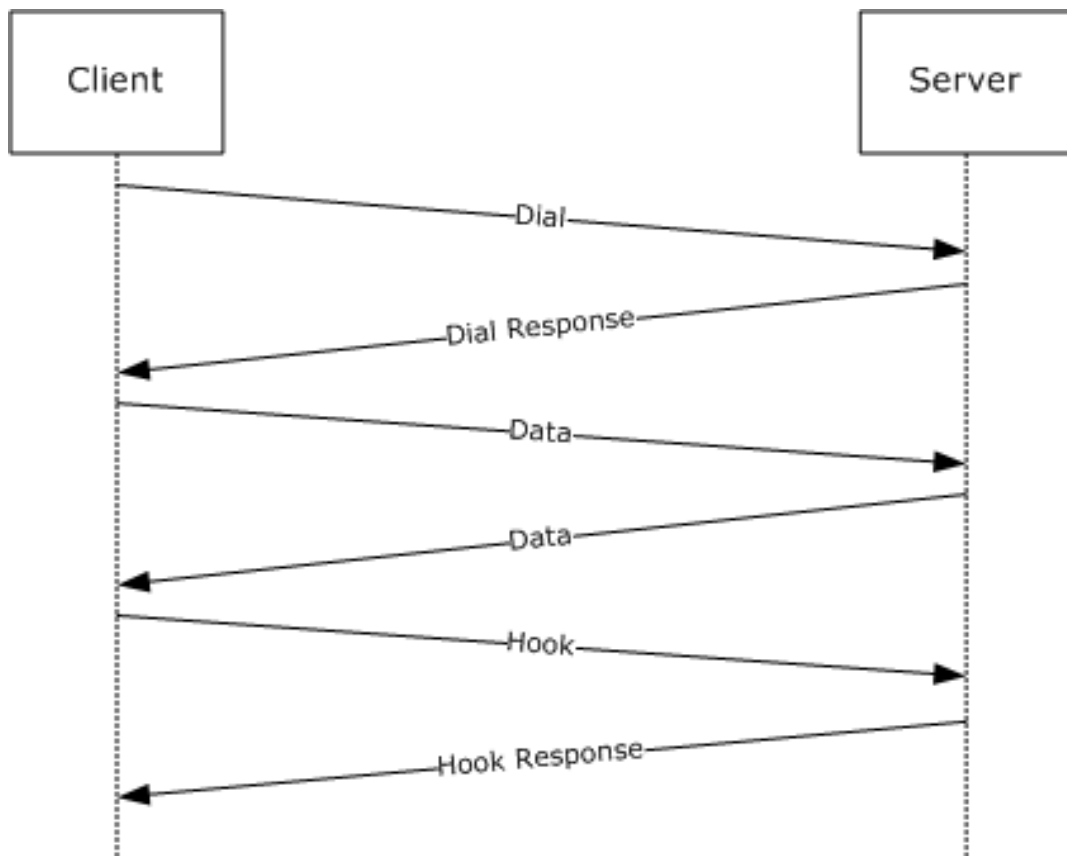 Client
Server
Dial
Dial Response
Data
Data
Hook
Hook Response